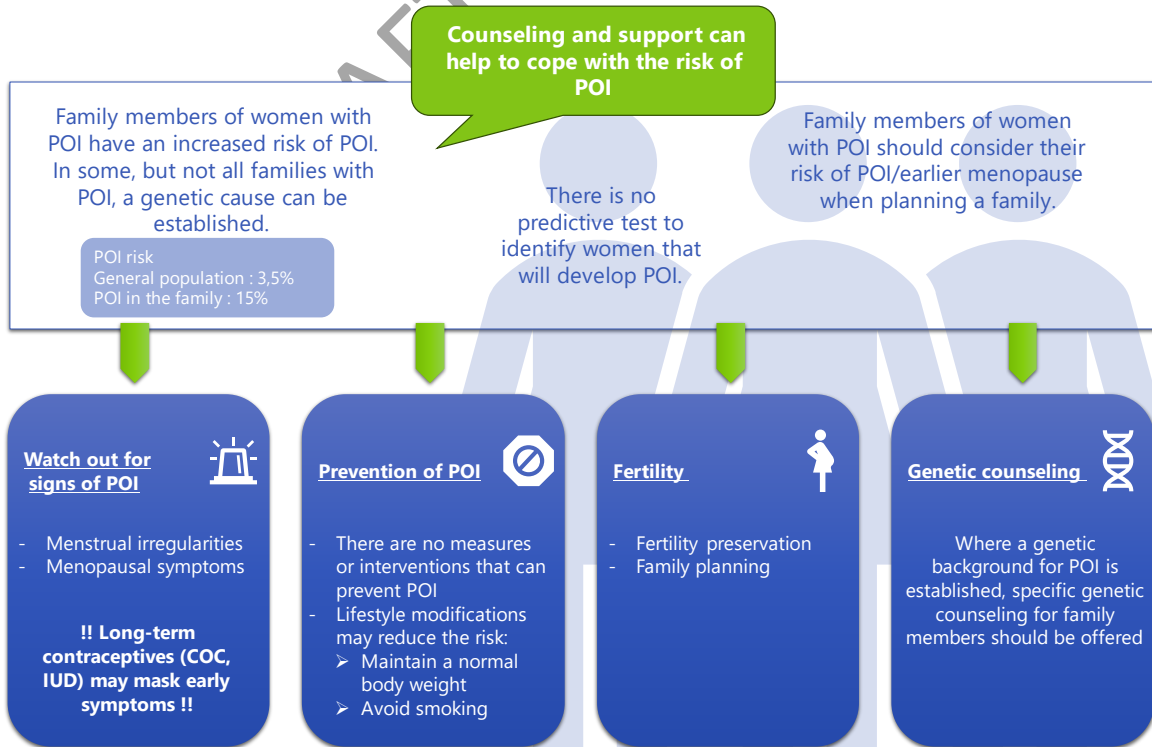 Counseling and support can
help to cope with the risk of
POI
Family members of women with
POI have an increased risk of POI.
In some, but not all families with
POI, a genetic cause can be
established.
POI risk
General population : 3,5%
POI in the family : 15%
There is no
predictive test to
identify women that
will develop POI.
Family members of women
with POI should consider their
risk of POI/earlier menopause
when planning a family.
Watch out for
signs of POI
- Menstrual irregularities
- Menopausal symptoms
!! Long-term
contraceptives (COC,
IUD) may mask early
symptoms !!
Prevention of POI
- There are no measures
or interventions that can
prevent POI
- Lifestyle modifications
may reduce the risk:
➢ Maintain a normal
body weight
➢ Avoid smoking
Fertility
- Fertility preservation
- Family planning
Genetic counseling
Where a genetic
background for POI is
established, specific genetic
counseling for family
members should be offered